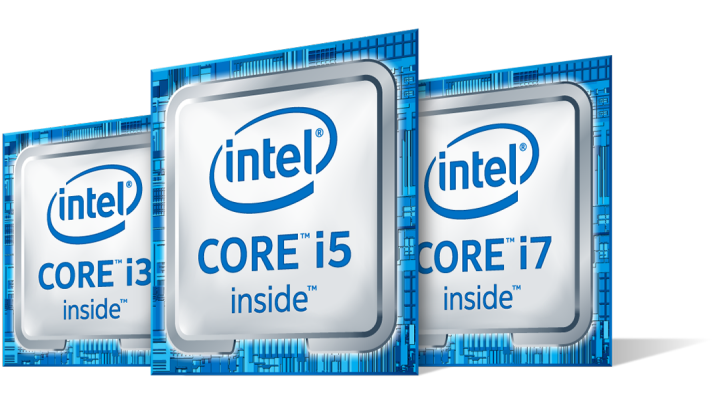 intel®
CORE™ i3
inside™
intel®
CORE™ i5
inside™
intel®
CORE™ i7
inside™